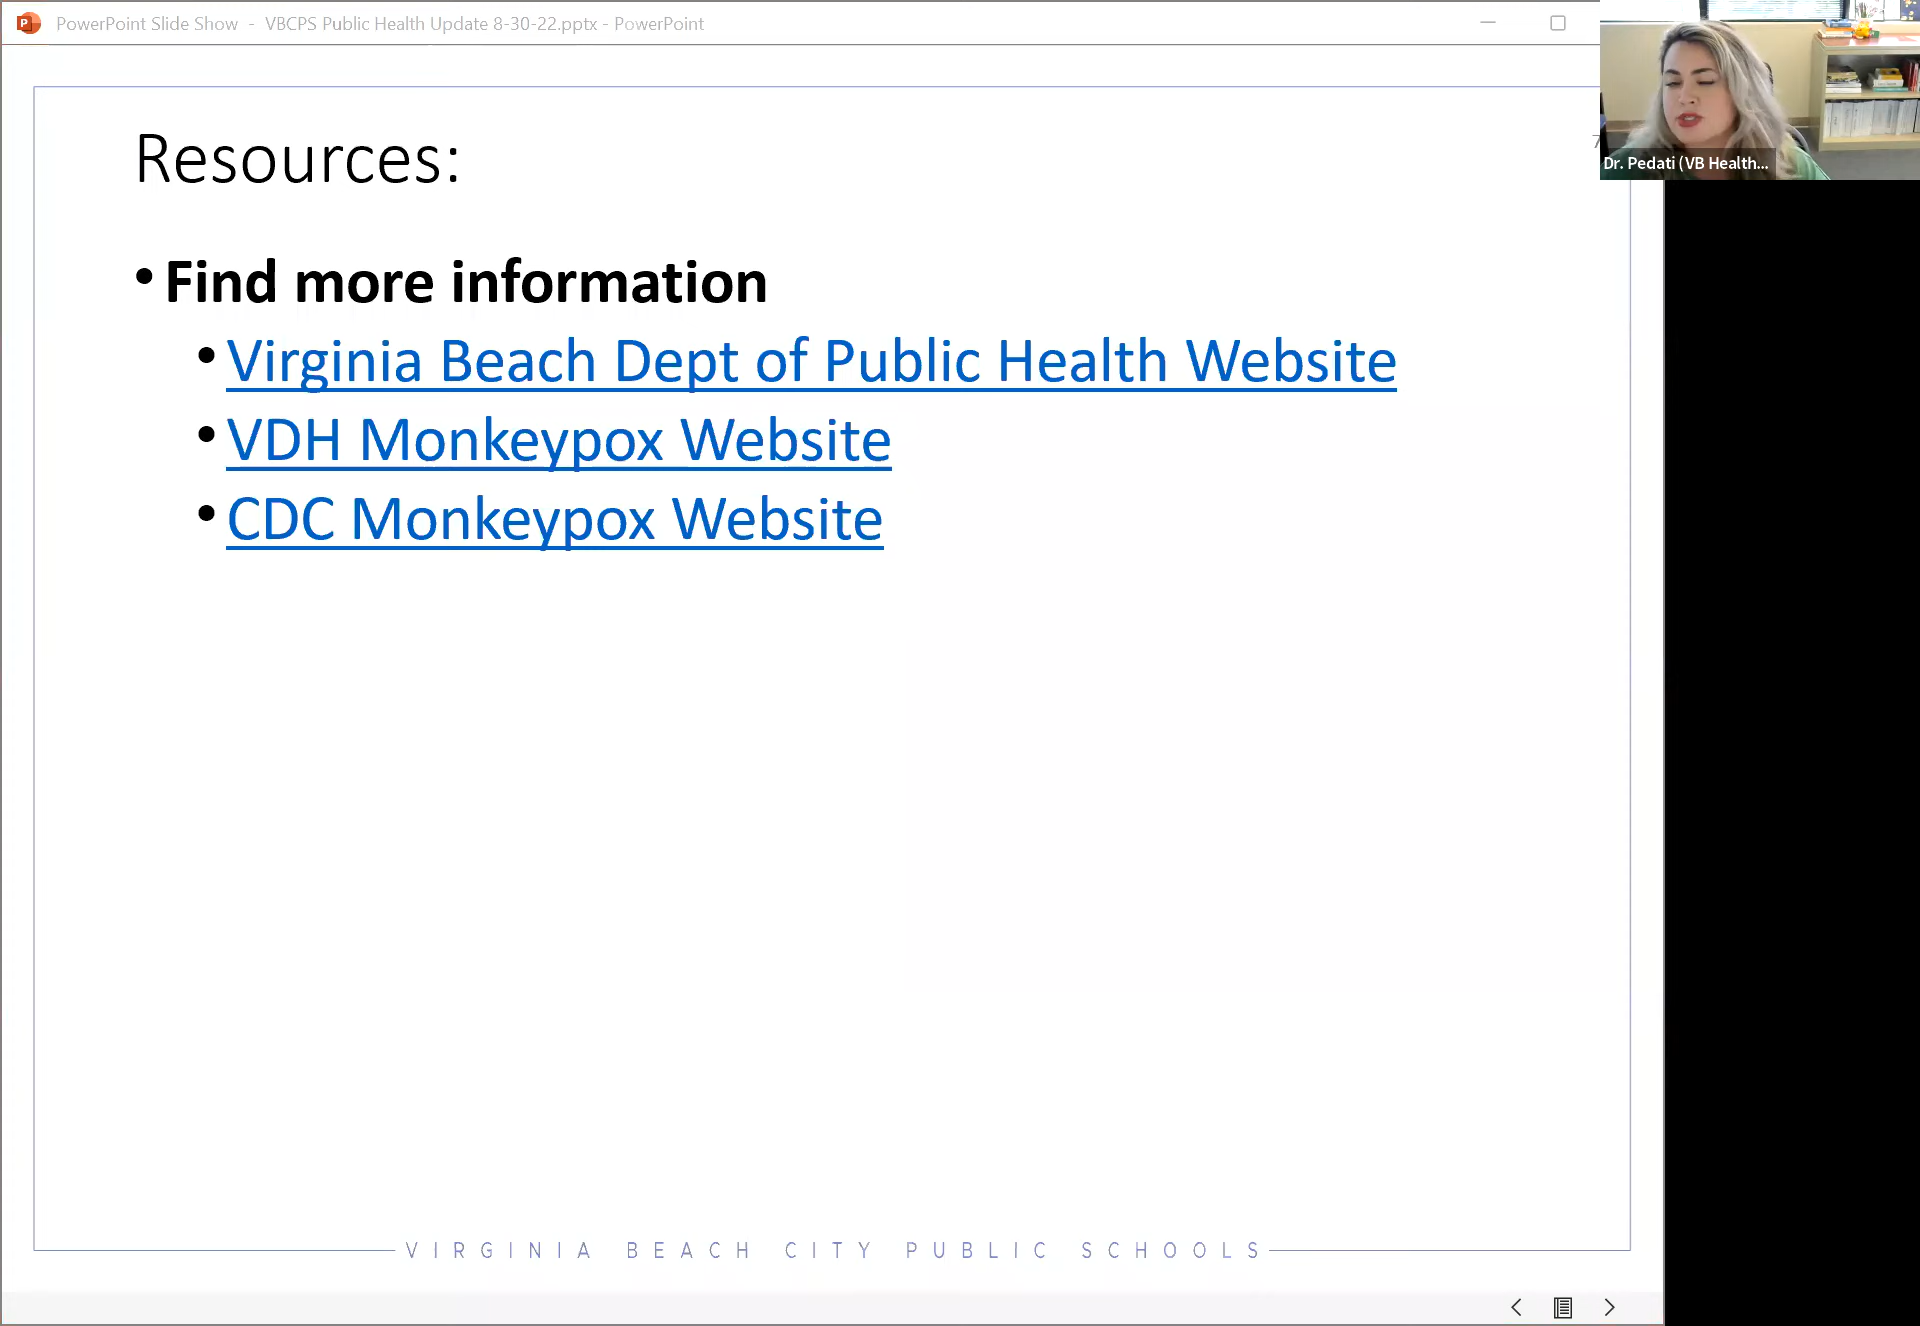 PowerPoint Slide Show - VBCPS Public Health Update 8-30-22.pptx - PowerPoint
Dr. Pedati (VB Health...
Resources:
• Find more information
• Virginia Beach Dept of Public Health Website
• VDH Monkeypox Website
• CDC Monkeypox Website
VIRGINIA BEACH CITY PUBLIC SCHOOLS